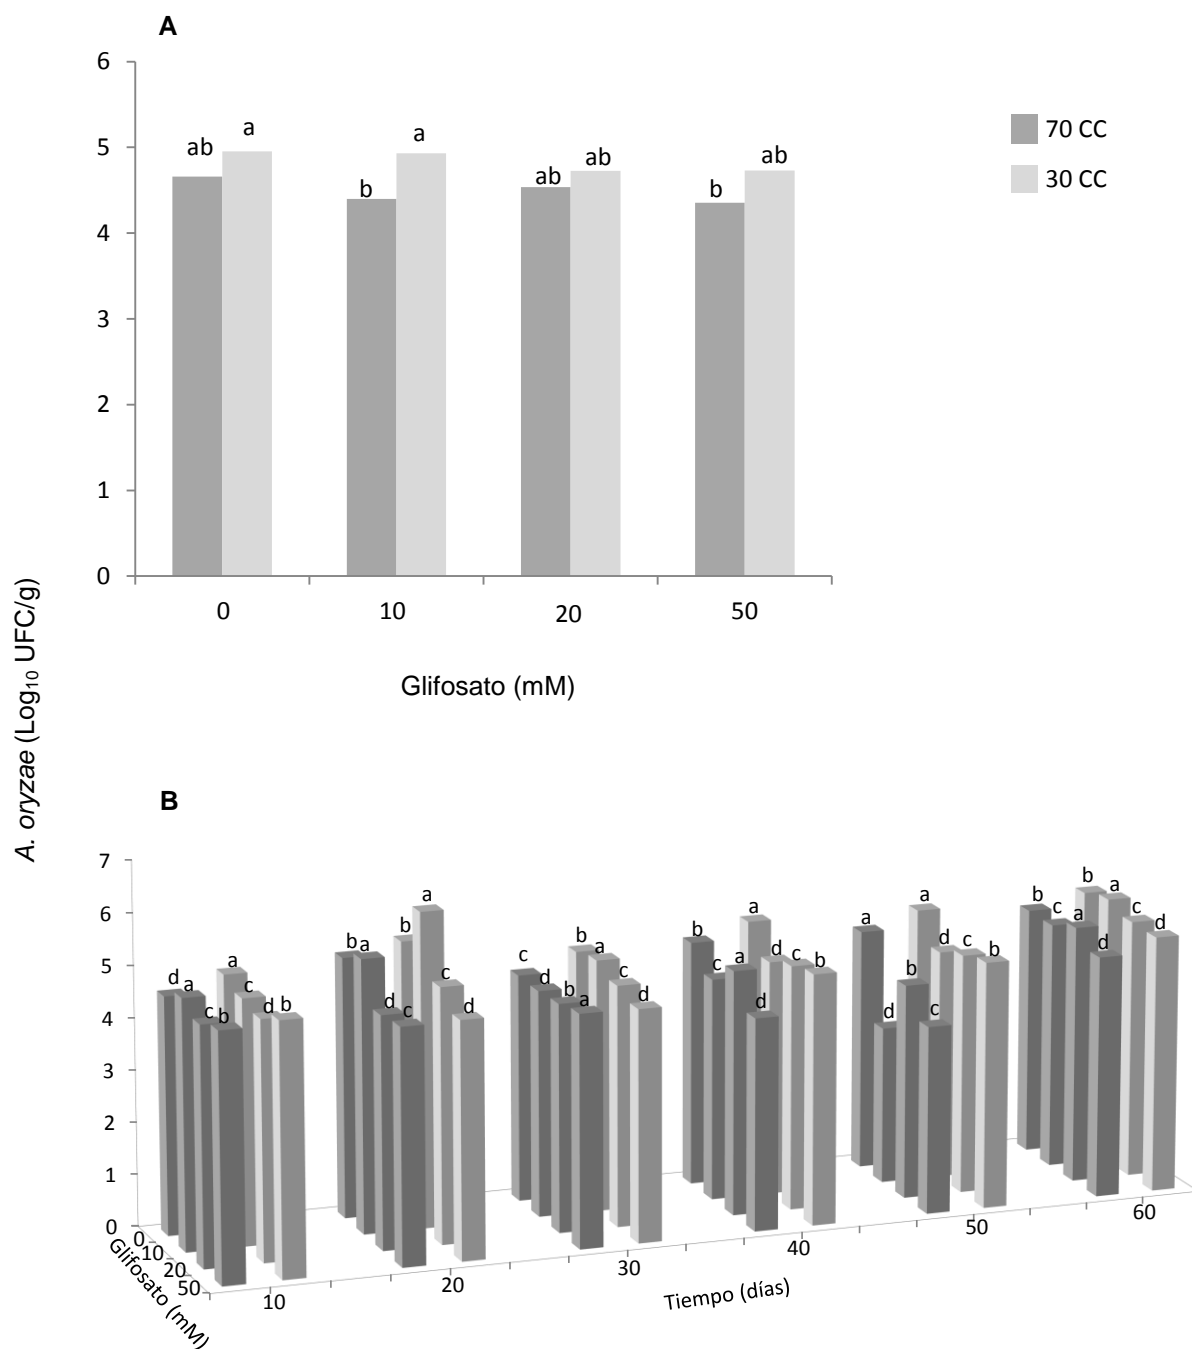 A
6
5
4
3
2
1
0
ab a b a ab ab b ab
70 CC
30 CC
0 10 20 50
Glifosato (mM)
A. oryzae (Log10 UFC/g)
B
7
6
5
4
3
2
1
0
d a c b a c d b
b a d c b a c d
c d b a b a c d
b c a d a d c b
a d b c a d c b
b c a d b a c d
0
10
20
50
Glifosato (mM)
10 20 30 40 50 60
Tiempo (días)